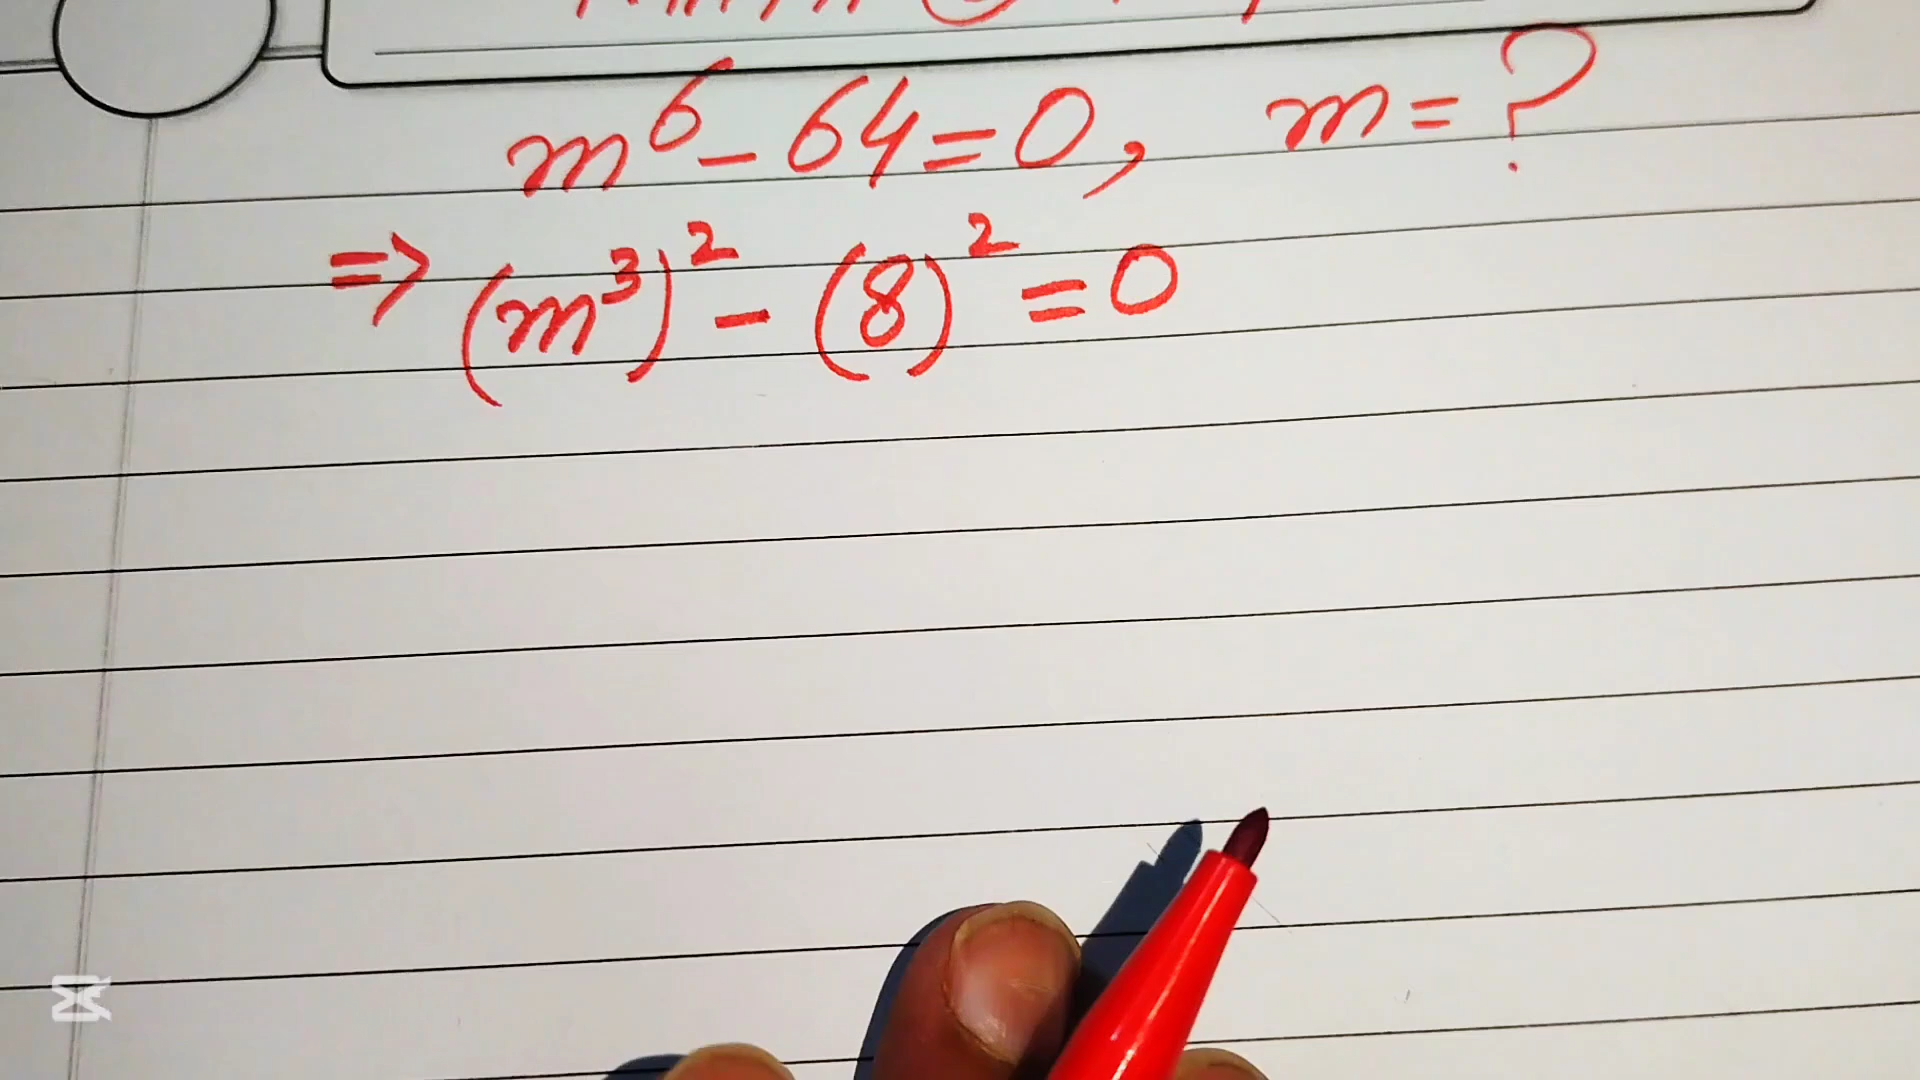 m⁶ - 64 = 0, m = ?
=> (m³)² - (8)² = 0